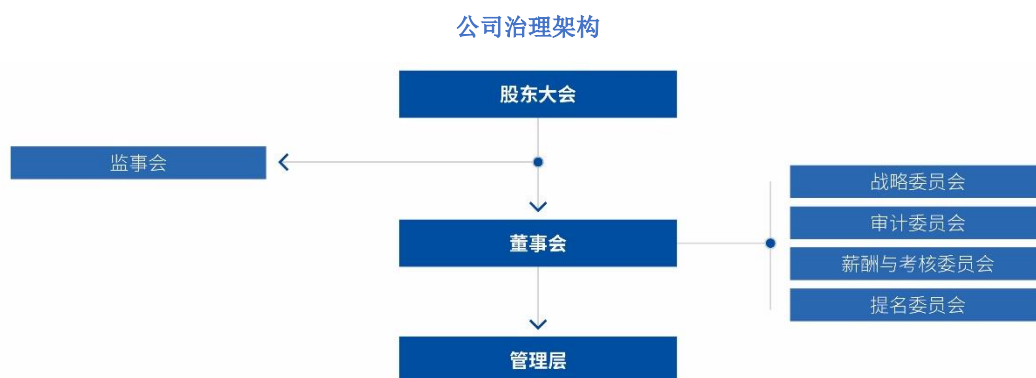 公司治理架构
股东大会
监事会
战略委员会
审计委员会
董事会
薪酬与考核委员会
提名委员会
管理层